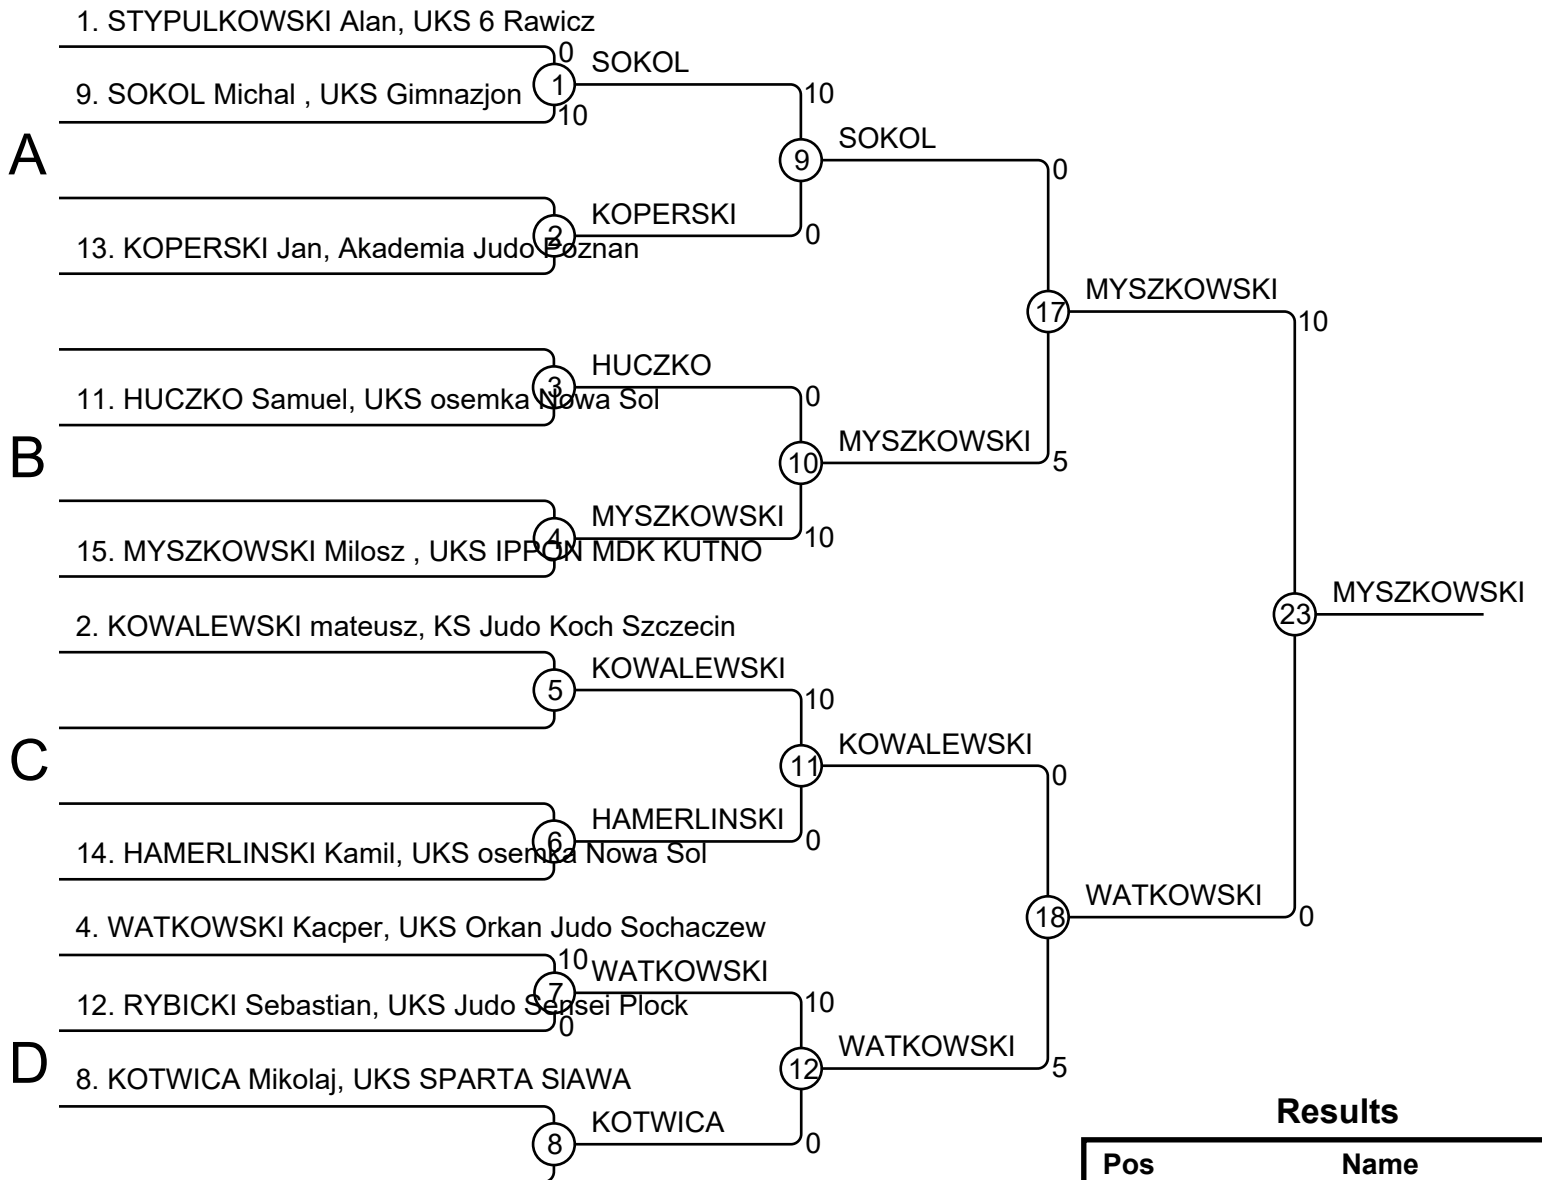 1. STYPULKOWSKI Alan, UKS 6 Rawicz
0
SOKOL
1
9. SOKOL Michal , UKS Gimnazjon
10
10
A
SOKOL
9
0
KOPERSKI
2
0
13. KOPERSKI Jan, Akademia Judo Poznan
MYSZKOWSKI
17
10
HUCZKO
3
0
11. HUCZKO Samuel, UKS osemka Nowa Sol
B
MYSZKOWSKI
10
5
MYSZKOWSKI
4
10
15. MYSZKOWSKI Milosz , UKS IPPON MDK KUTNO
MYSZKOWSKI
23
2. KOWALEWSKI mateusz, KS Judo Koch Szczecin
KOWALEWSKI
5
10
C
KOWALEWSKI
11
0
HAMERLINSKI
6
0
14. HAMERLINSKI Kamil, UKS osemka Nowa Sol
WATKOWSKI
18
0
4. WATKOWSKI Kacper, UKS Orkan Judo Sochaczew
10
WATKOWSKI
7
10
12. RYBICKI Sebastian, UKS Judo Sensei Plock
0
D
WATKOWSKI
12
5
8. KOTWICA Mikolaj, UKS SPARTA SIAWA
KOTWICA
8
0
Results
Pos Name